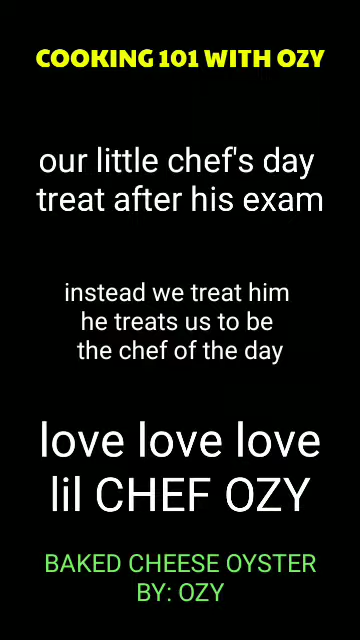 COOKING 101 WITH OZY
our little chef's day
treat after his exam
instead we treat him
he treats us to be
the chef of the day
love love love
lil CHEF OZY
BAKED CHEESE OYSTER
BY: OZY